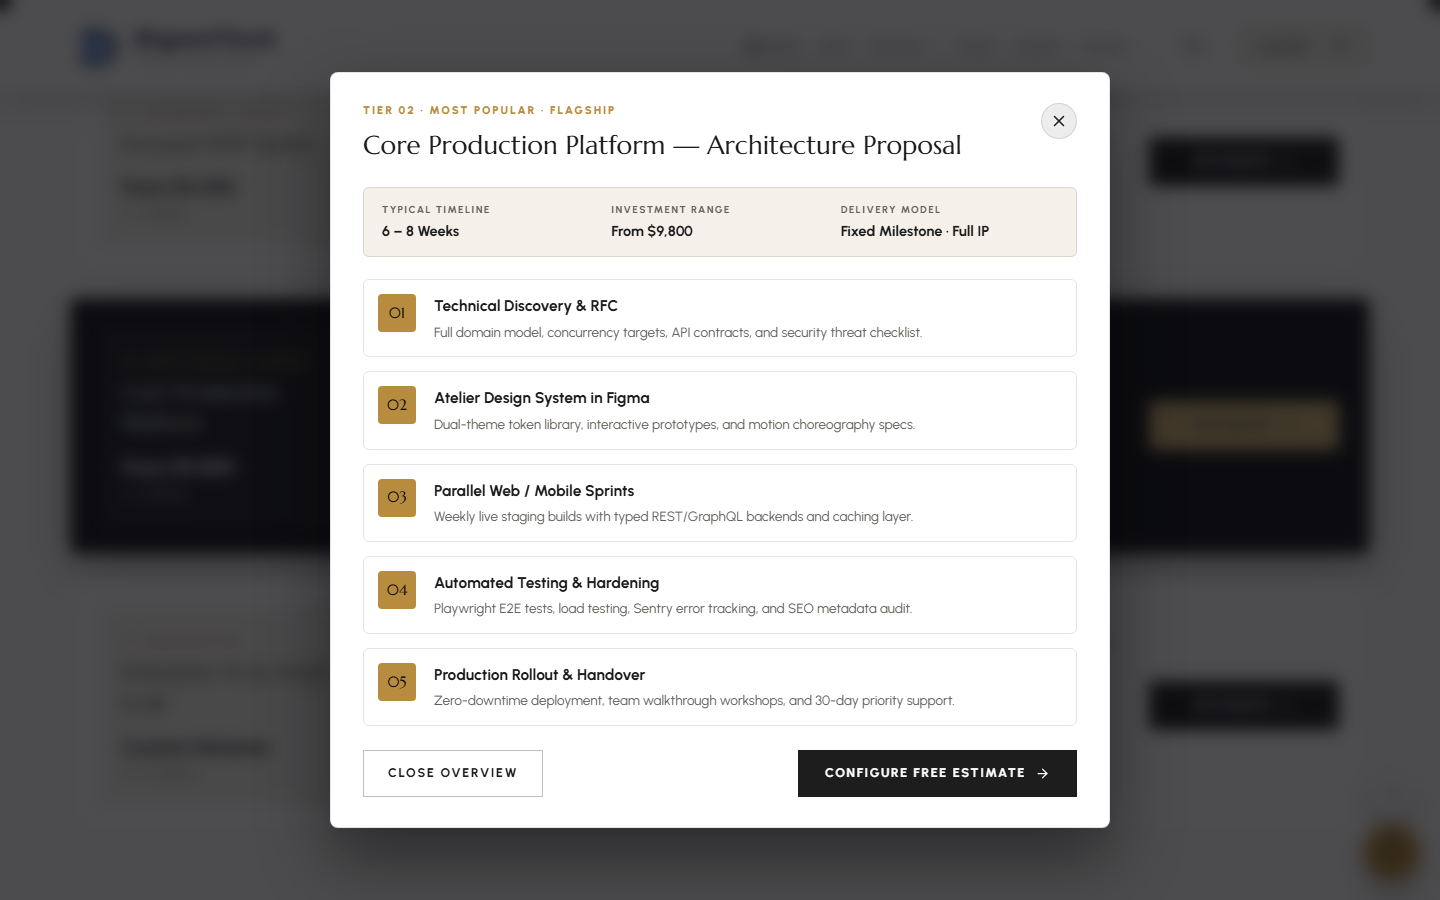 TIER 02 · MOST POPULAR · FLAGSHIP
Core Production Platform — Architecture Proposal
TYPICAL TIMELINE
6 – 8 Weeks
INVESTMENT RANGE
From $9,800
DELIVERY MODEL
Fixed Milestone · Full IP
01
Technical Discovery & RFC
Full domain model, concurrency targets, API contracts, and security threat checklist.
02
Atelier Design System in Figma
Dual-theme token library, interactive prototypes, and motion choreography specs.
03
Parallel Web / Mobile Sprints
Weekly live staging builds with typed REST/GraphQL backends and caching layer.
04
Automated Testing & Hardening
Playwright E2E tests, load testing, Sentry error tracking, and SEO metadata audit.
05
Production Rollout & Handover
Zero-downtime deployment, team walkthrough workshops, and 30-day priority support.
CLOSE OVERVIEW
CONFIGURE FREE ESTIMATE →